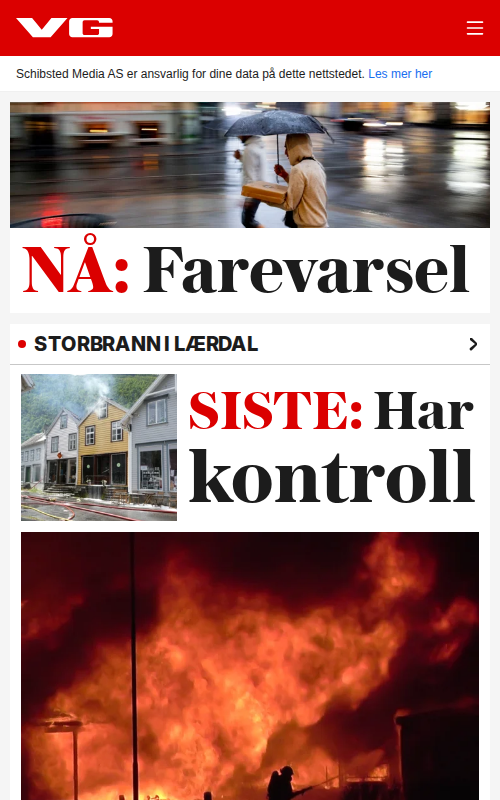 VG
Schibsted Media AS er ansvarlig for dine data på dette nettstedet. Les mer her
NÅ: Farevarsel
STORBRANN I LÆRDAL
SISTE: Har
kontroll